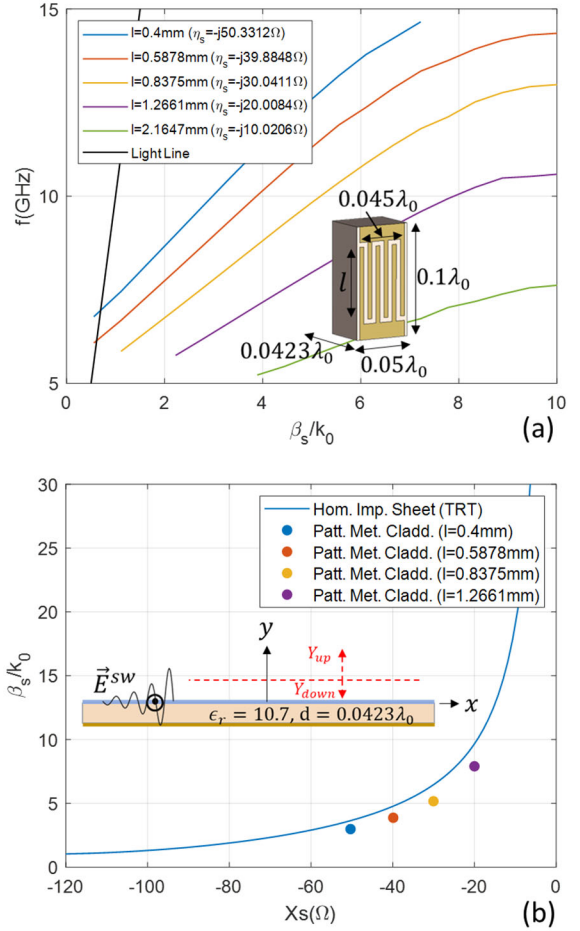 15
10
5
f(GHz)
l=0.4mm (ηs=-j50.3312Ω)
l=0.5878mm (ηs=-j39.8848Ω)
l=0.8375mm (ηs=-j30.0411Ω)
l=1.2661mm (ηs=-j20.0084Ω)
l=2.1647mm (ηs=-j10.0206Ω)
Light Line
0.045λ0
l
0.1λ0
0.0423λ0
0.05λ0
0 2 4 6 8 10
βs/k0
(a)
30
25
20
15
10
5
0
βs/k0
Hom. Imp. Sheet (TRT)
Patt. Met. Cladd. (l=0.4mm)
Patt. Met. Cladd. (l=0.5878mm)
Patt. Met. Cladd. (l=0.8375mm)
Patt. Met. Cladd. (l=1.2661mm)
y
Yup
Ydown
E⃗sw
x
ϵr = 10.7, d = 0.0423λ0
-120 -100 -80 -60 -40 -20 0
Xs(Ω)
(b)